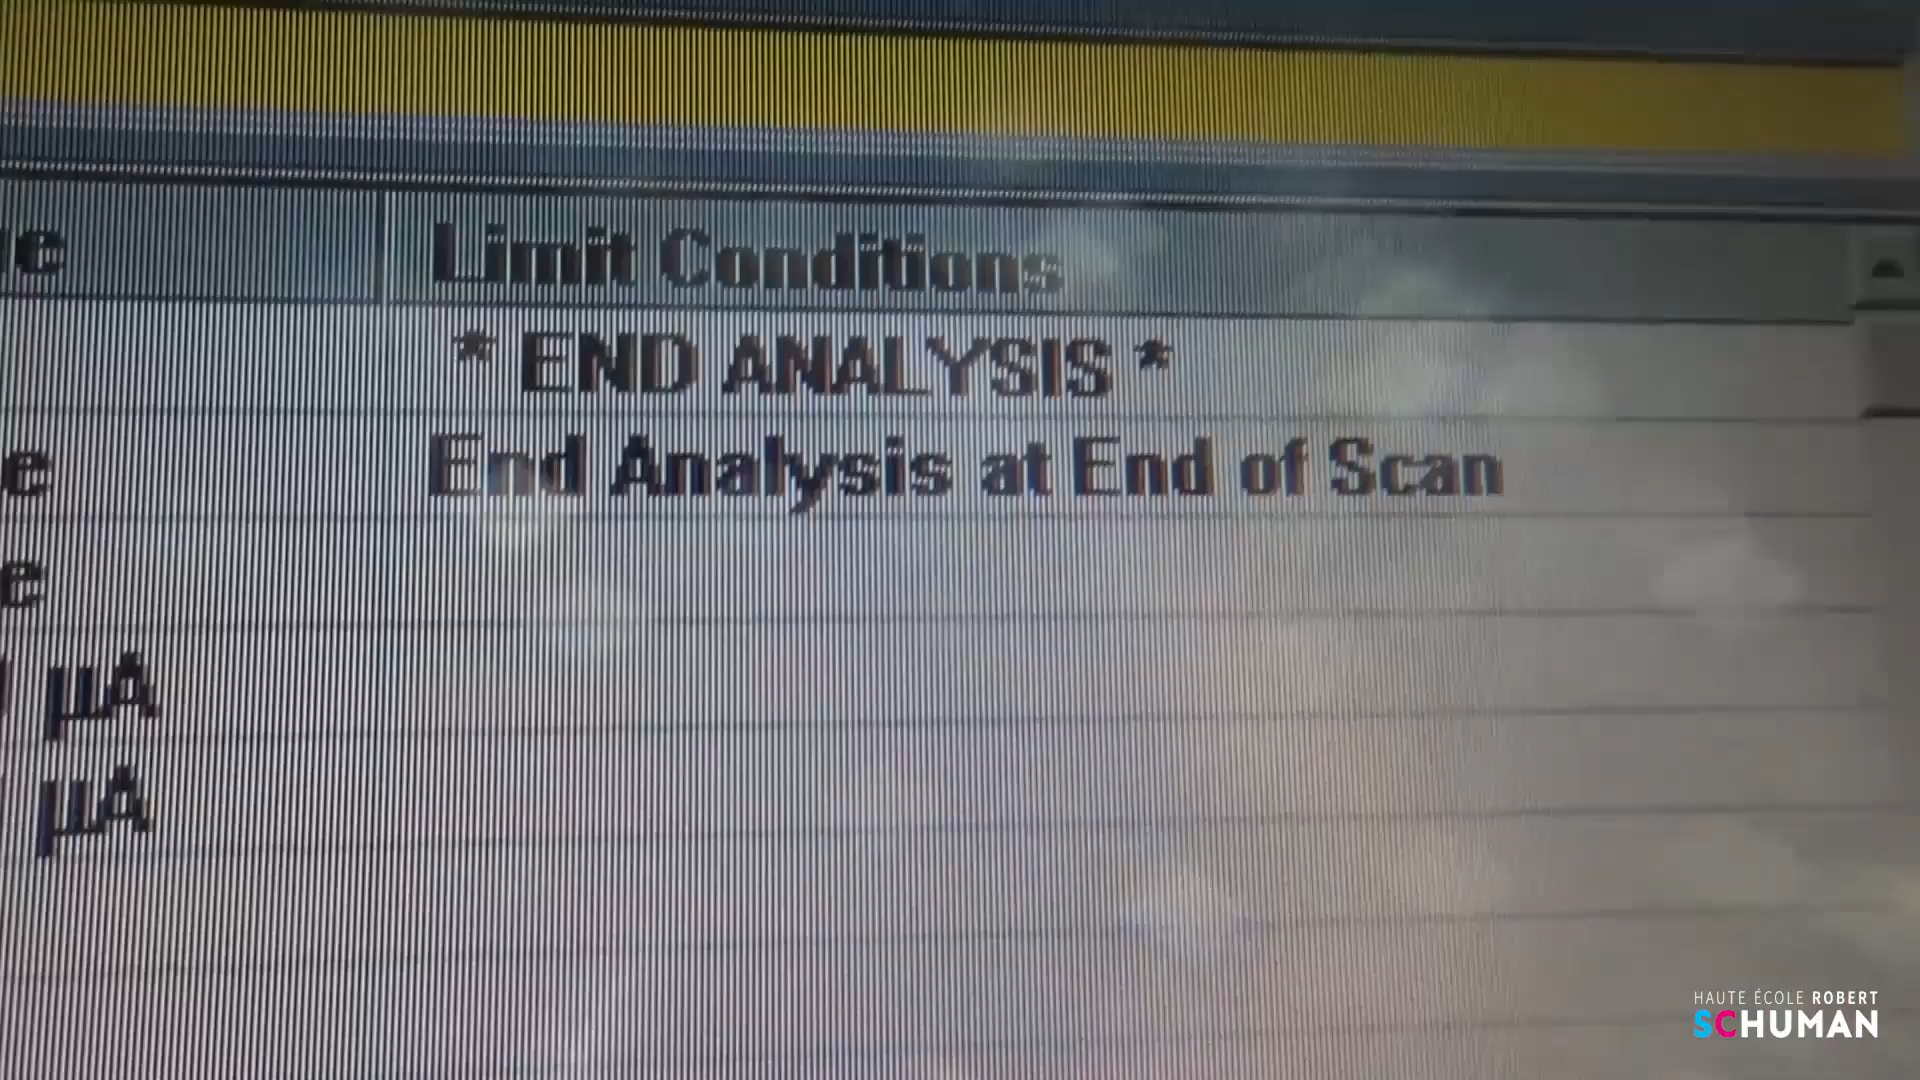 Limit Conditions
* END ANALYSIS *
End Analysis at End of Scan
µA
µA
HAUTE ÉCOLE ROBERT
SCHUMAN